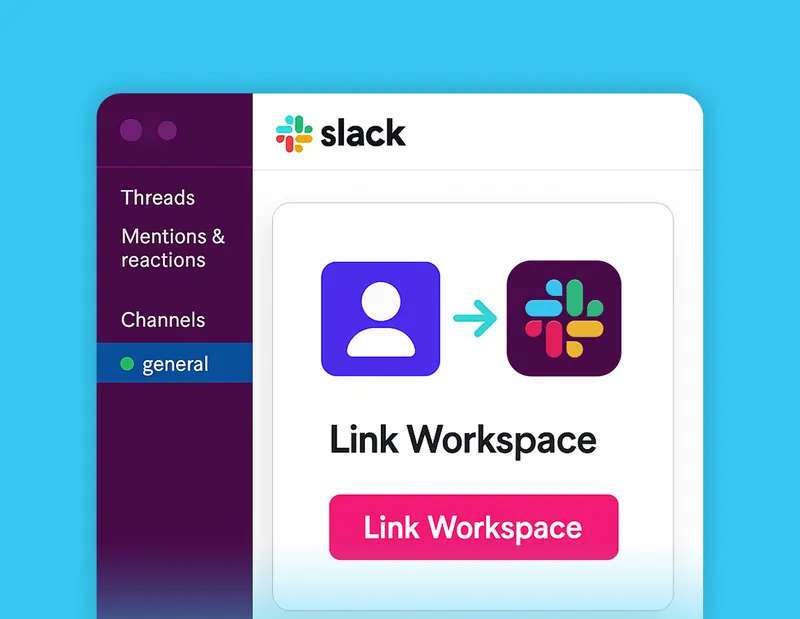 slack
Threads
Mentions &
reactions
Channels
general
Link Workspace
Link Workspace